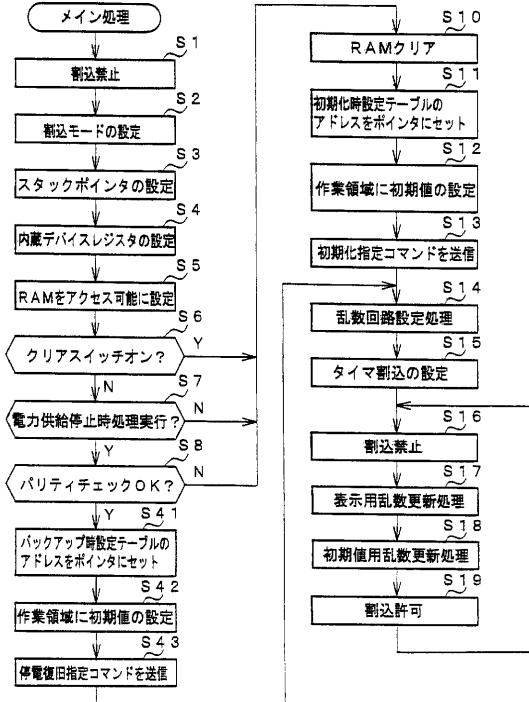 メイン処理
S1
割込禁止
S2
割込モードの設定
S3
スタックポインタの設定
S4
内蔵デバイスレジスタの設定
S5
RAMをアクセス可能に設定
S6
クリアスイッチオン?
Y
N
S7
電力供給停止時処理実行?
N
Y
S8
パリティチェックOK?
N
Y
S41
バックアップ時設定テーブルの
アドレスをポインタにセット
S42
作業領域に初期値の設定
S43
停電復旧指定コマンドを送信
S10
RAMクリア
S11
初期化時設定テーブルの
アドレスをポインタにセット
S12
作業領域に初期値の設定
S13
初期化指定コマンドを送信
S14
乱数回路設定処理
S15
タイマ割込の設定
S16
割込禁止
S17
表示用乱数更新処理
S18
初期値用乱数更新処理
S19
割込許可